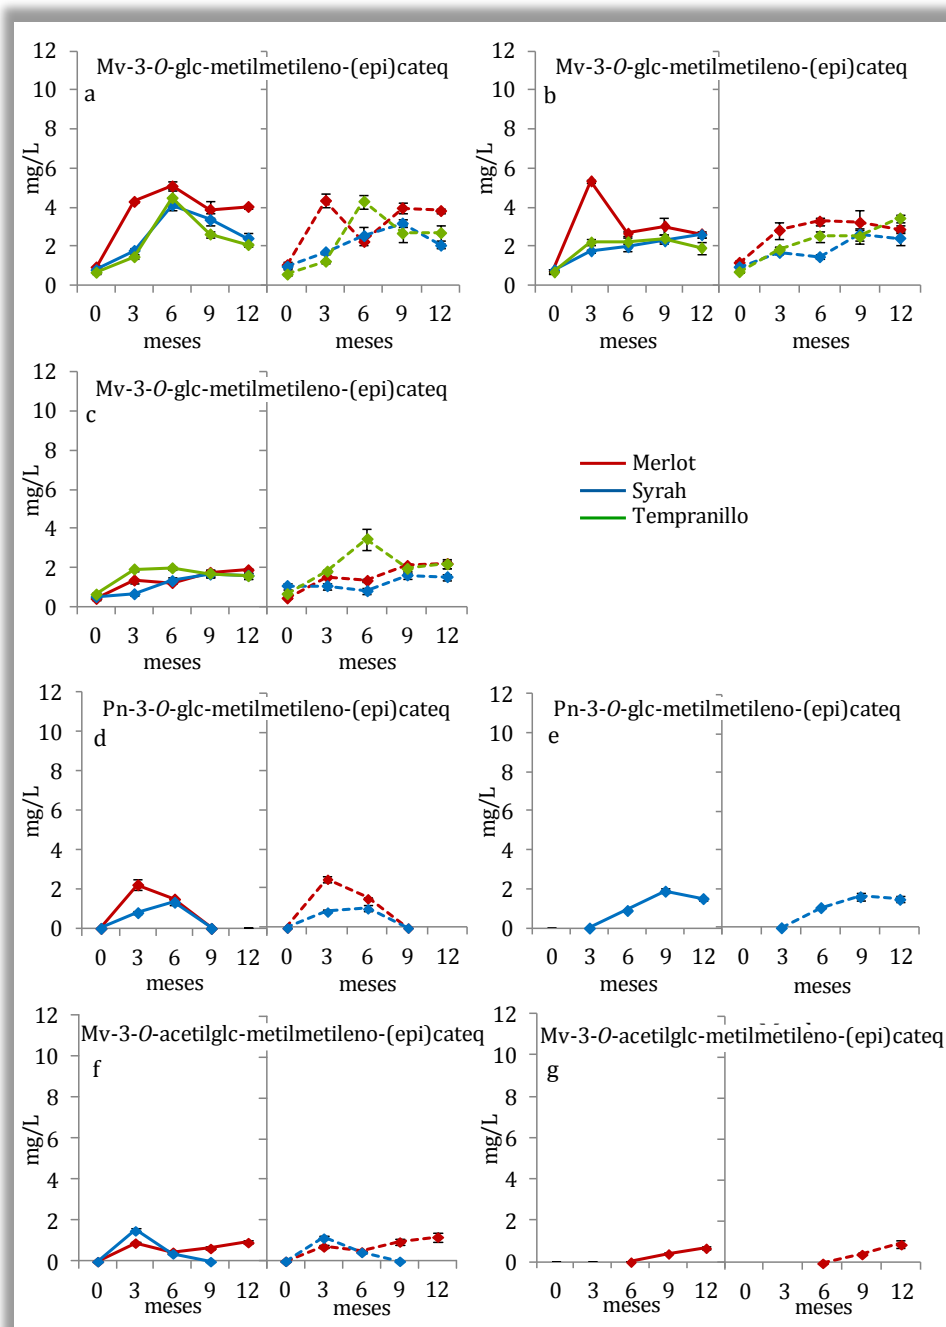 Mv-3-O-glc-metilmetileno-(epi)cateq
a
12
10
8
6
4
2
0
mg/L
0 3 6 9 12 0 3 6 9 12
meses meses
Mv-3-O-glc-metilmetileno-(epi)cateq
b
12
10
8
6
4
2
0
mg/L
0 3 6 9 12 0 3 6 9 12
meses meses
Mv-3-O-glc-metilmetileno-(epi)cateq
c
12
10
8
6
4
2
0
mg/L
0 3 6 9 12 0 3 6 9 12
meses meses
Merlot
Syrah
Tempranillo
Pn-3-O-glc-metilmetileno-(epi)cateq
d
12
10
8
6
4
2
0
mg/L
0 3 6 9 12 0 3 6 9 12
meses meses
Pn-3-O-glc-metilmetileno-(epi)cateq
e
12
10
8
6
4
2
0
mg/L
0 3 6 9 12 0 3 6 9 12
meses meses
Mv-3-O-acetilglc-metilmetileno-(epi)cateq
f
12
10
8
6
4
2
0
mg/L
0 3 6 9 12 0 3 6 9 12
meses meses
Mv-3-O-acetilglc-metilmetileno-(epi)cateq
g
12
10
8
6
4
2
0
mg/L
0 3 6 9 12 0 3 6 9 12
meses meses